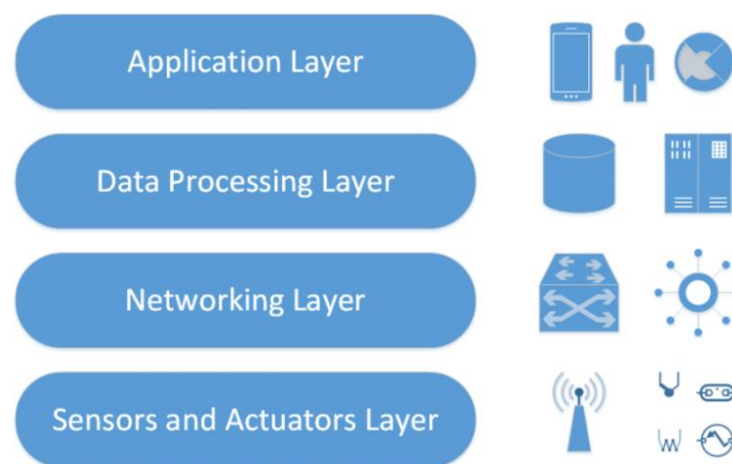 Application Layer
Data Processing Layer
Networking Layer
Sensors and Actuators Layer